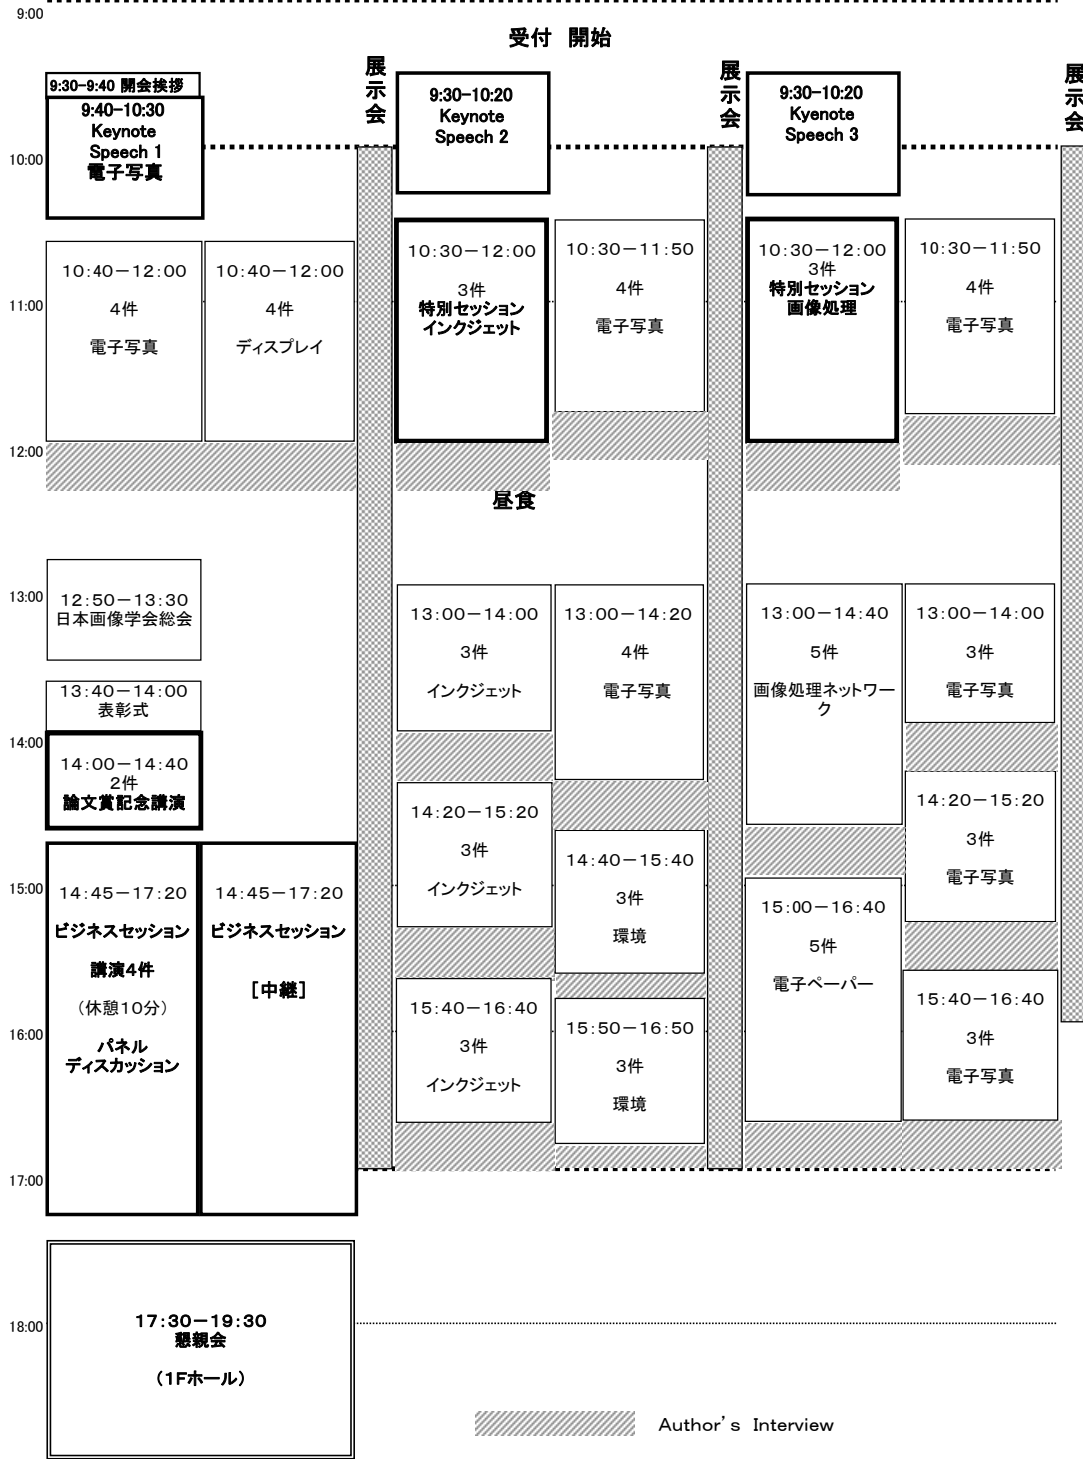 9:00
受付 開始
展示会
展示会
展示会
9:30-9:40 開会挨拶
9:40-10:30
Keynote
Speech 1
電子写真
9:30-10:20
Keynote
Speech 2
9:30-10:20
Kyenote
Speech 3
10:00
10:40-12:00
4件
電子写真
10:40-12:00
4件
ディスプレイ
10:30-12:00
3件
特別セッション
インクジェット
10:30-11:50
4件
電子写真
10:30-12:00
3件
特別セッション
画像処理
10:30-11:50
4件
電子写真
11:00
12:00
昼食
13:00
12:50-13:30
日本画像学会総会
13:40-14:00
表彰式
14:00
14:00-14:40
2件
論文賞記念講演
13:00-14:00
3件
インクジェット
13:00-14:20
4件
電子写真
13:00-14:40
5件
画像処理ネットワー
ク
13:00-14:00
3件
電子写真
14:20-15:20
3件
インクジェット
14:40-15:40
3件
環境
14:20-15:20
3件
電子写真
15:00
14:45-17:20
ビジネスセッション
講演4件
(休憩10分)
パネル
ディスカッション
14:45-17:20
ビジネスセッション
[中継]
15:00-16:40
5件
電子ペーパー
16:00
15:40-16:40
3件
インクジェット
15:50-16:50
3件
環境
15:40-16:40
3件
電子写真
17:00
18:00
17:30-19:30
懇親会
(1Fホール)
Author's Interview